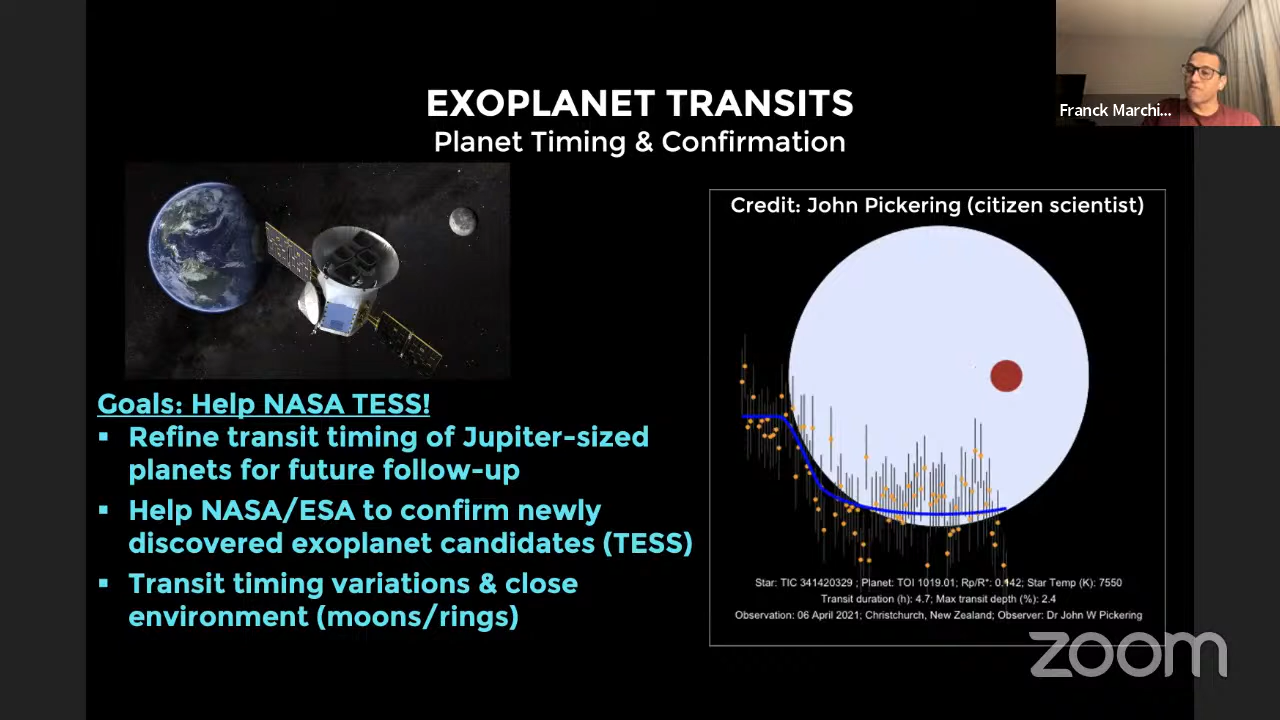 EXOPLANET TRANSITS
Planet Timing & Confirmation
Franck Marchi...
Credit: John Pickering (citizen scientist)
Goals: Help NASA TESS!
▪ Refine transit timing of Jupiter-sized
planets for future follow-up
▪ Help NASA/ESA to confirm newly
discovered exoplanet candidates (TESS)
▪ Transit timing variations & close
environment (moons/rings)
Star: TIC 341420329 ; Planet: TOI 1019.01; Rp/R*: 0.142; Star Temp (K): 7550
Transit duration (h): 4.7; Max transit depth (%): 2.4
Observation: 06 April 2021; Christchurch, New Zealand; Observer: Dr John W Pickering
zoom